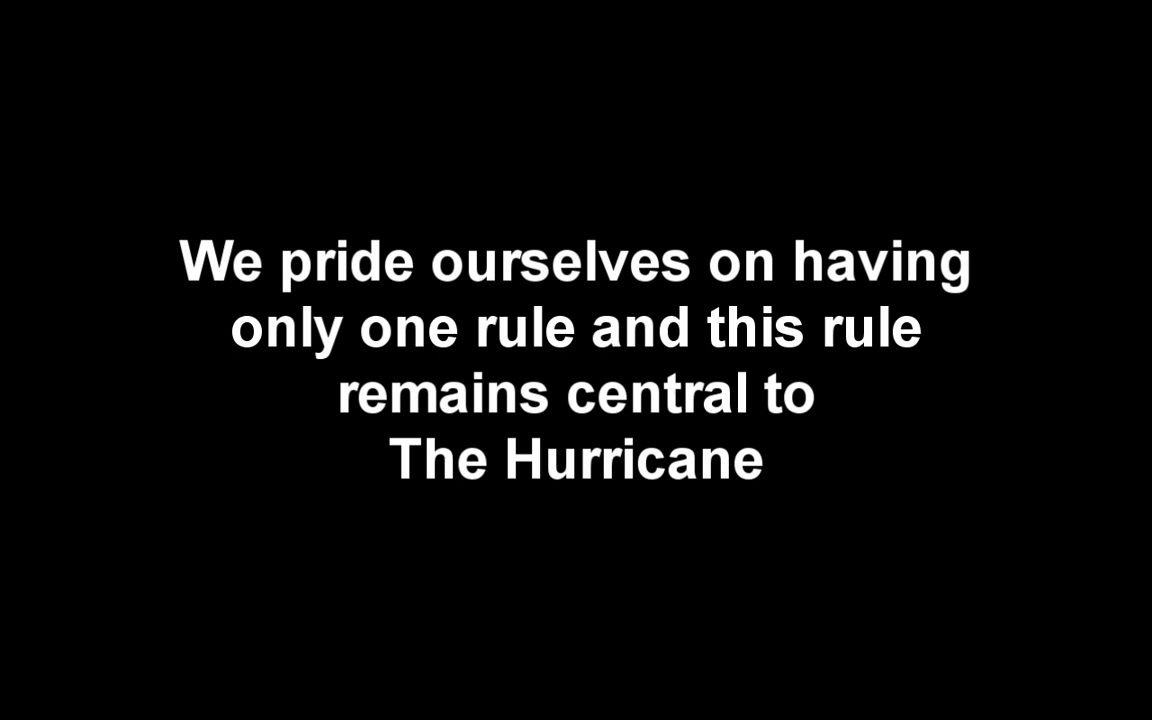 We pride ourselves on having
only one rule and this rule
remains central to
The Hurricane